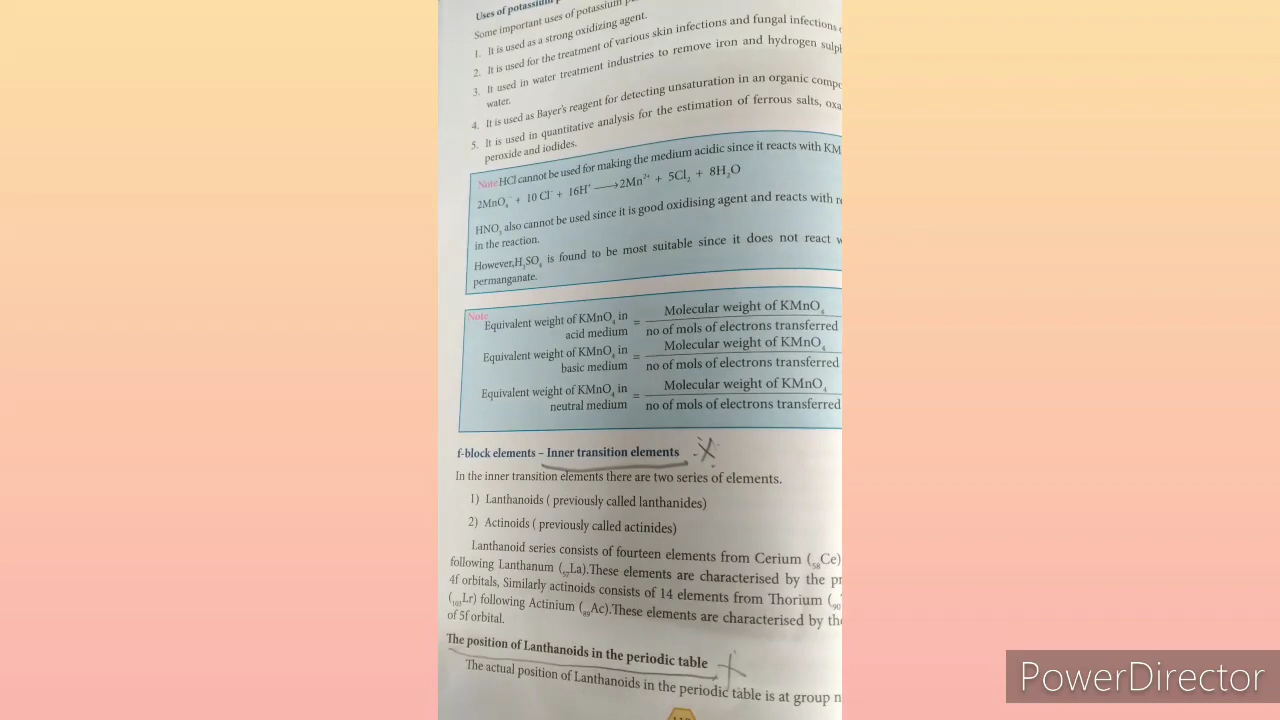 Uses of potassium
Some important uses of potassium
1. It is used as a strong oxidizing agent.
2. It is used for the treatment of various skin infections and fungal infections
3. It used in water treatment industries to remove iron and hydrogen
water.
4. It is used as Bayer's reagent for detecting unsaturation in an organic
5. It is used in quantitative analysis for the estimation of ferrous salts,
peroxide and iodides.
Note HCl cannot be used for making the medium acidic since it reacts with KM
2MnO₄⁻ + 10 Cl⁻ + 16H⁺ ⟶ 2Mn²⁺ + 5Cl₂ + 8H₂O
HNO₃ also cannot be used since it is good oxidising agent and reacts with
in the reaction.
However,H₂SO₄ is found to be most suitable since it does not react
permanganate.
Note
Equivalent weight of KMnO₄ in
acid medium = Molecular weight of KMnO₄
no of mols of electrons transferred
Equivalent weight of KMnO₄ in
basic medium = Molecular weight of KMnO₄
no of mols of electrons transferred
Equivalent weight of KMnO₄ in
neutral medium = Molecular weight of KMnO₄
no of mols of electrons transferred
f-block elements – Inner transition elements
In the inner transition elements there are two series of elements.
1) Lanthanoids ( previously called lanthanides)
2) Actinoids ( previously called actinides)
Lanthanoid series consists of fourteen elements from Cerium (₅₈Ce)
following Lanthanum (₅₇La).These elements are characterised by the
4f orbitals, Similarly actinoids consists of 14 elements from Thorium (₉₀
(₁₀₃Lr) following Actinium (₈₉Ac).These elements are characterised by the
of 5f orbital.
The position of Lanthanoids in the periodic table
The actual position of Lanthanoids in the periodic table is at group
PowerDirector